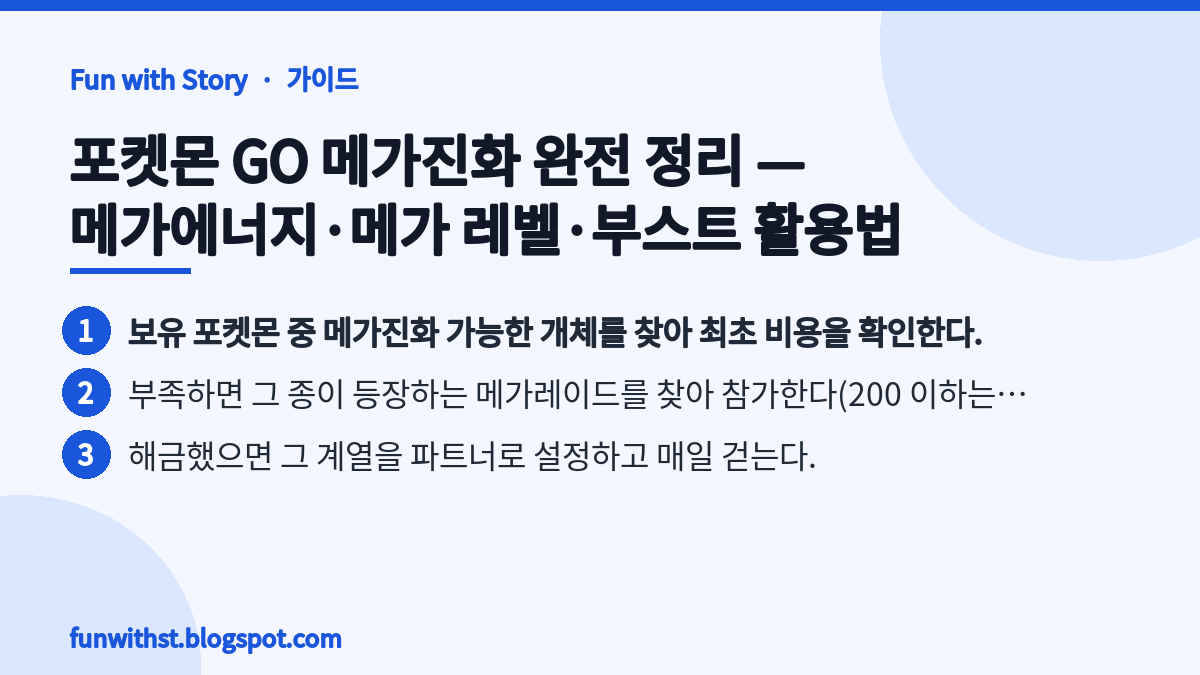 Fun with Story · 가이드
포켓몬 GO 메가진화 완전 정리 —
메가에너지·메가 레벨·부스트 활용법
1 보유 포켓몬 중 메가진화 가능한 개체를 찾아 최초 비용을 확인한다.
2 부족하면 그 종이 등장하는 메가레이드를 찾아 참가한다(200 이하는…
3 해금했으면 그 계열을 파트너로 설정하고 매일 걷는다.
funwithst.blogspot.com